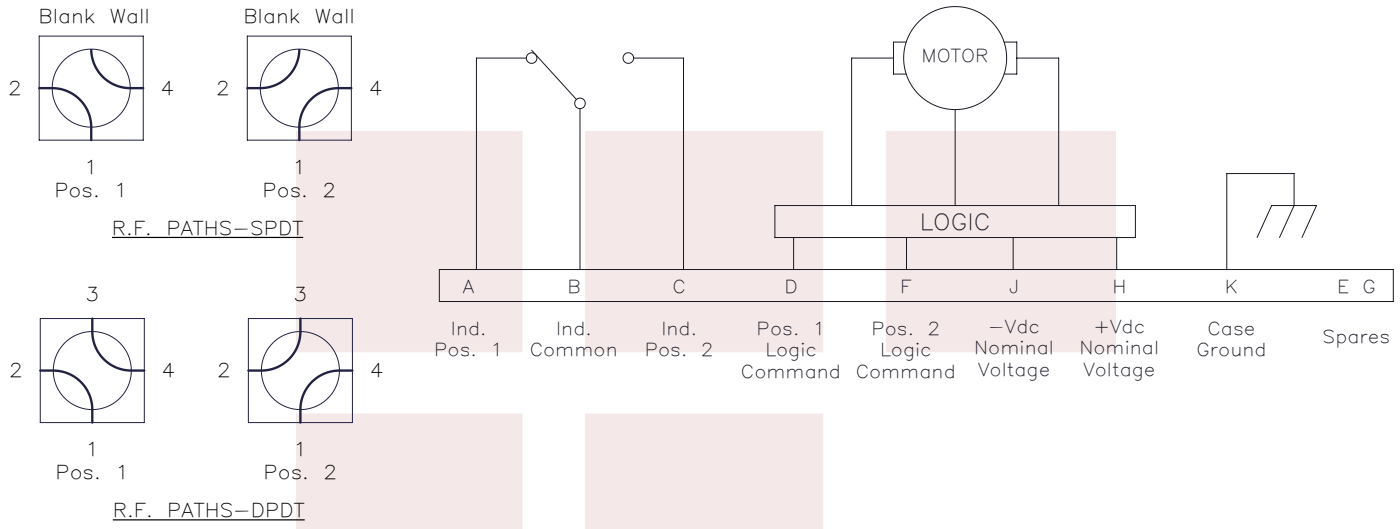 Blank Wall
2 4
1
Pos. 1
Blank Wall
2 4
1
Pos. 2
R.F. PATHS-SPDT
3
2 4
1
Pos. 1
3
2 4
1
Pos. 2
R.F. PATHS-DPDT
MOTOR
LOGIC
A B C D F J H K E G
Ind.
Pos. 1
Ind.
Common
Ind.
Pos. 2
Pos. 1
Logic
Command
Pos. 2
Logic
Command
-Vdc
Nominal
Voltage
+Vdc
Nominal
Voltage
Case
Ground
Spares